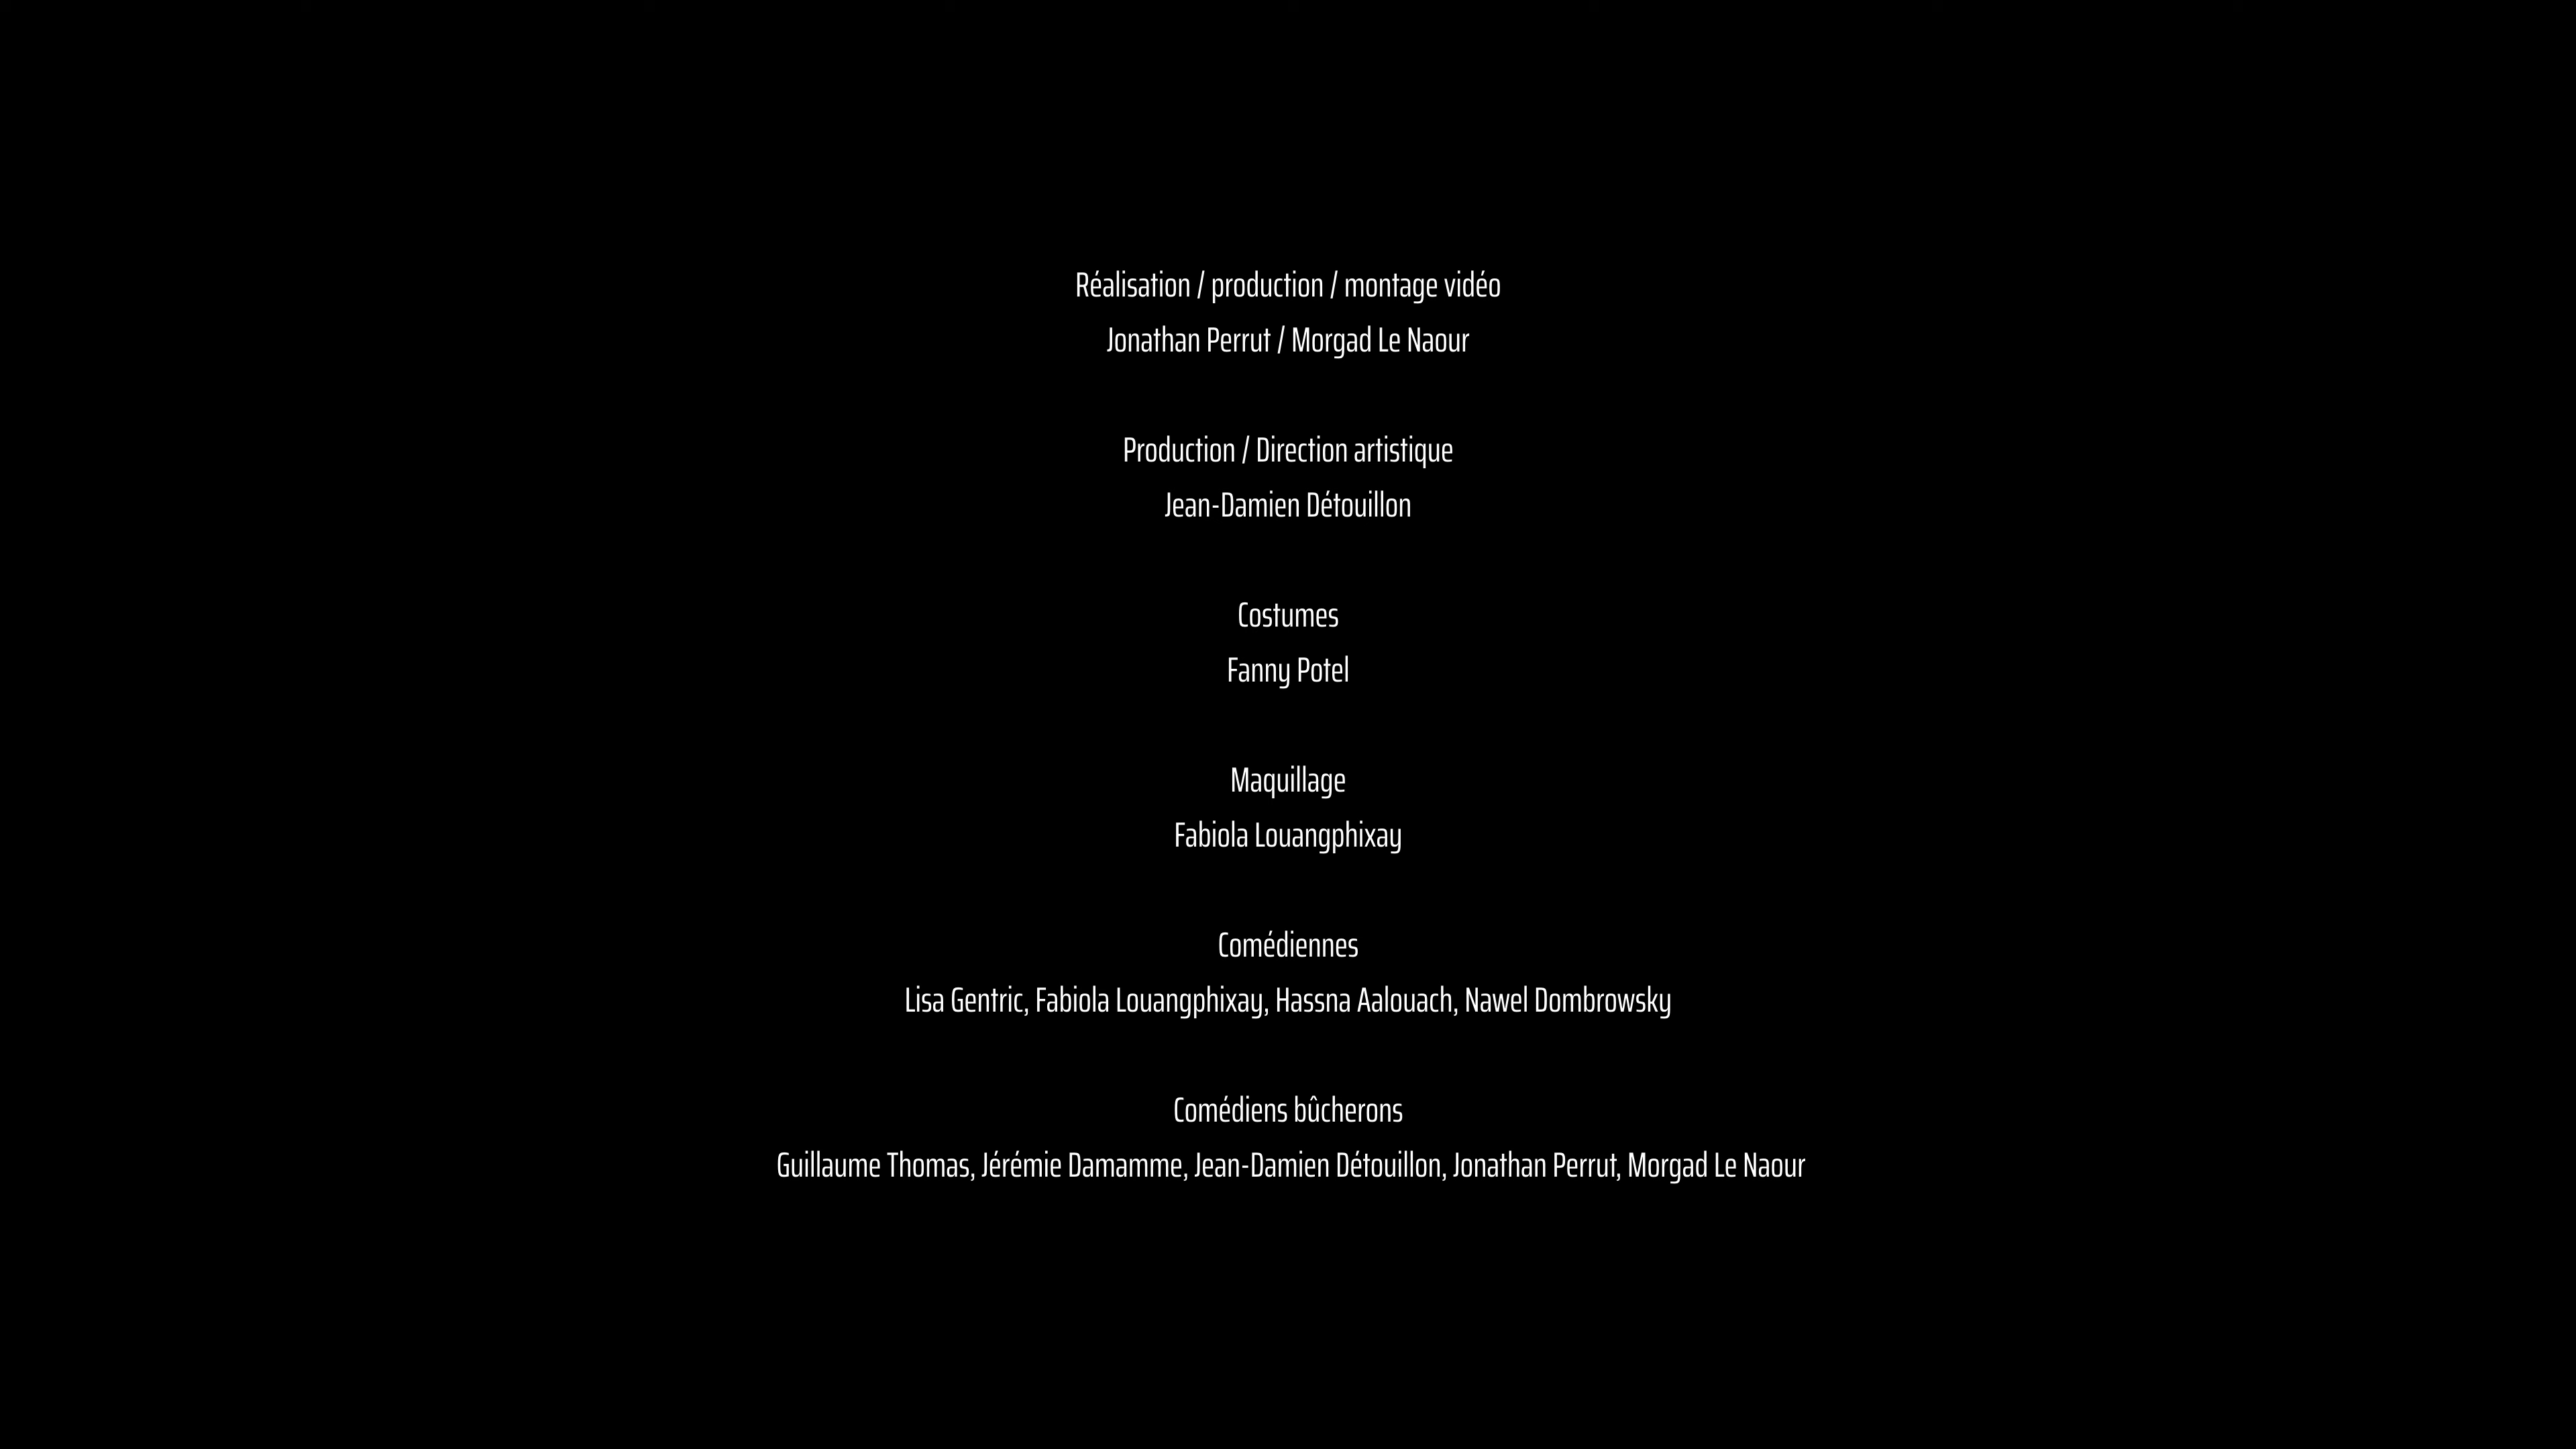 Réalisation / production / montage vidéo
Jonathan Perrut / Morgad Le Naour
Production / Direction artistique
Jean-Damien Détouillon
Costumes
Fanny Potel
Maquillage
Fabiola Louangphixay
Comédiennes
Lisa Gentric, Fabiola Louangphixay, Hassna Aalouach, Nawel Dombrowsky
Comédiens bûcherons
Guillaume Thomas, Jérémie Damamme, Jean-Damien Détouillon, Jonathan Perrut, Morgad Le Naour